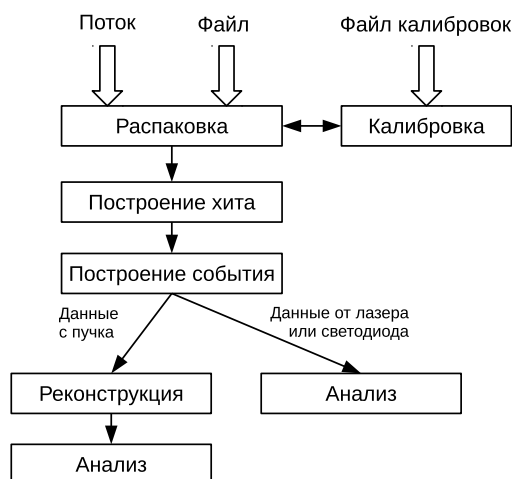 Поток
Файл
Файл калибровок
Распаковка
Калибровка
Построение хита
Построение события
Данные
с пучка
Данные от лазера
или светодиода
Реконструкция
Анализ
Анализ